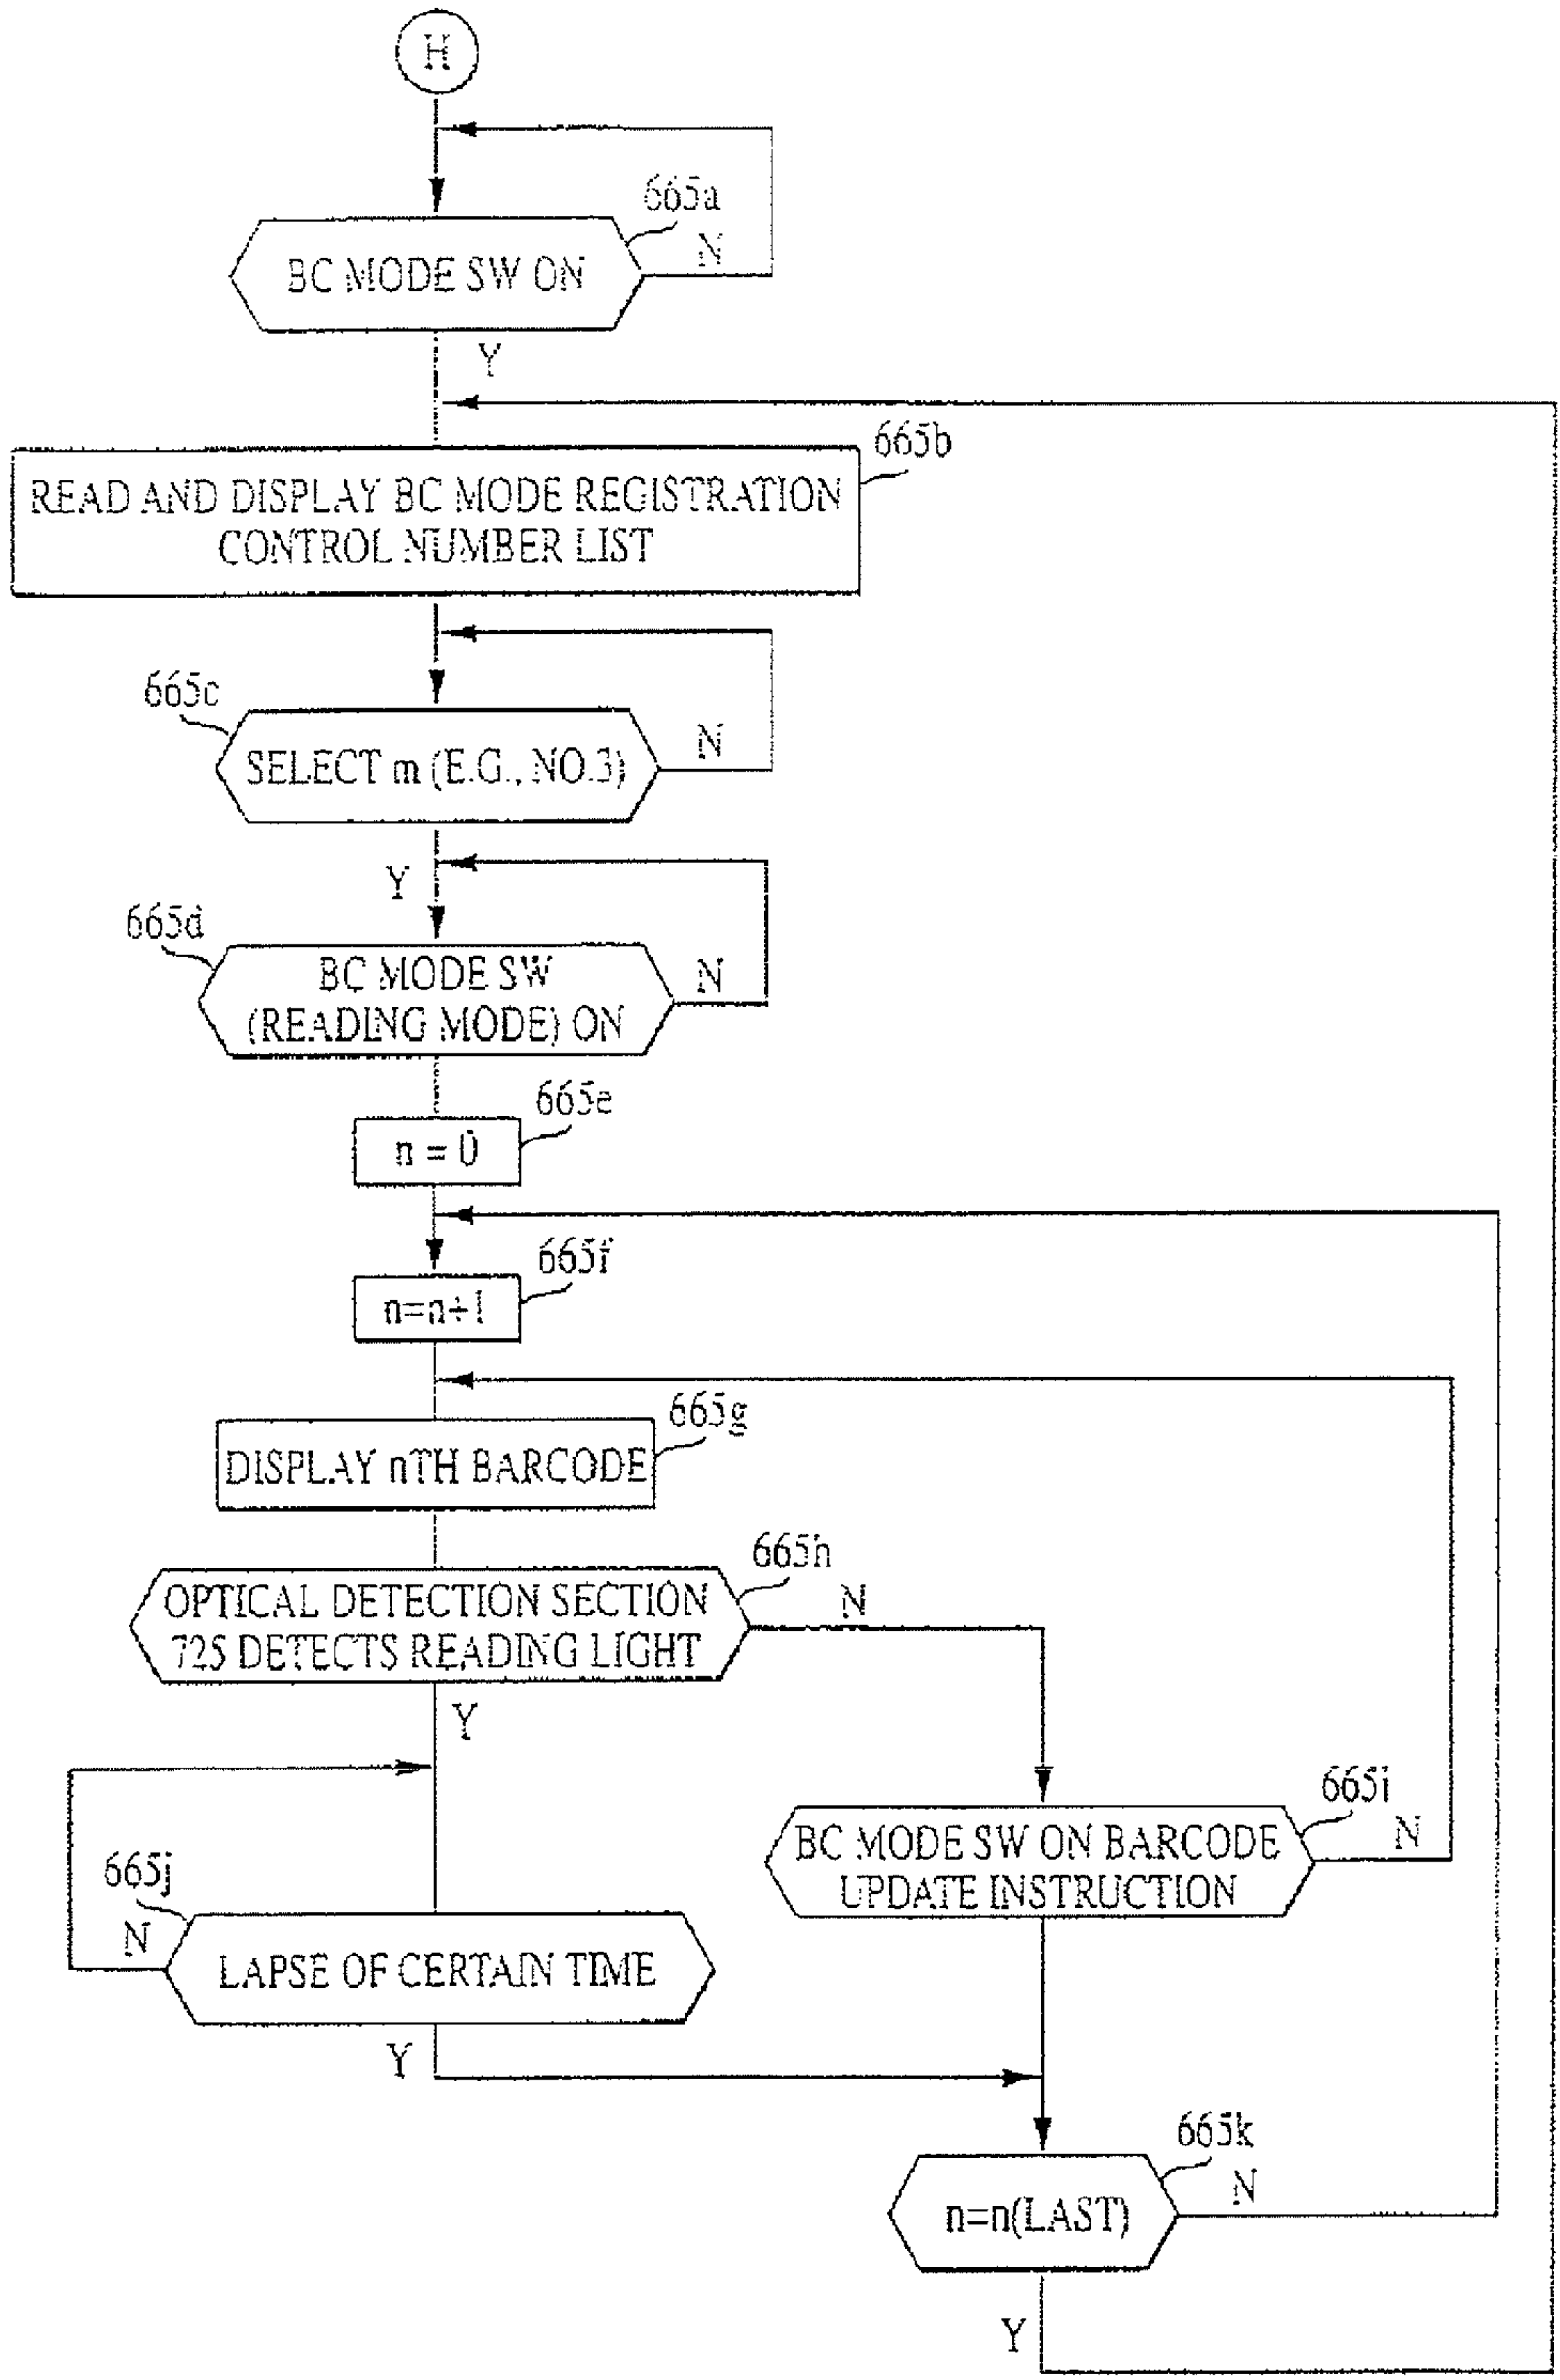 H
665a
BC MODE SW ON
N
Y
665b
READ AND DISPLAY BC MODE REGISTRATION
CONTROL NUMBER LIST
665c
SELECT m (E.G., NO.3)
N
Y
665d
BC MODE SW
(READING MODE) ON
N
665e
n = 0
665f
n=n+1
665g
DISPLAY nTH BARCODE
665h
OPTICAL DETECTION SECTION
725 DETECTS READING LIGHT
N
Y
665i
BC MODE SW ON BARCODE
UPDATE INSTRUCTION
N
665j
N
LAPSE OF CERTAIN TIME
Y
665k
n=n(LAST)
N
Y